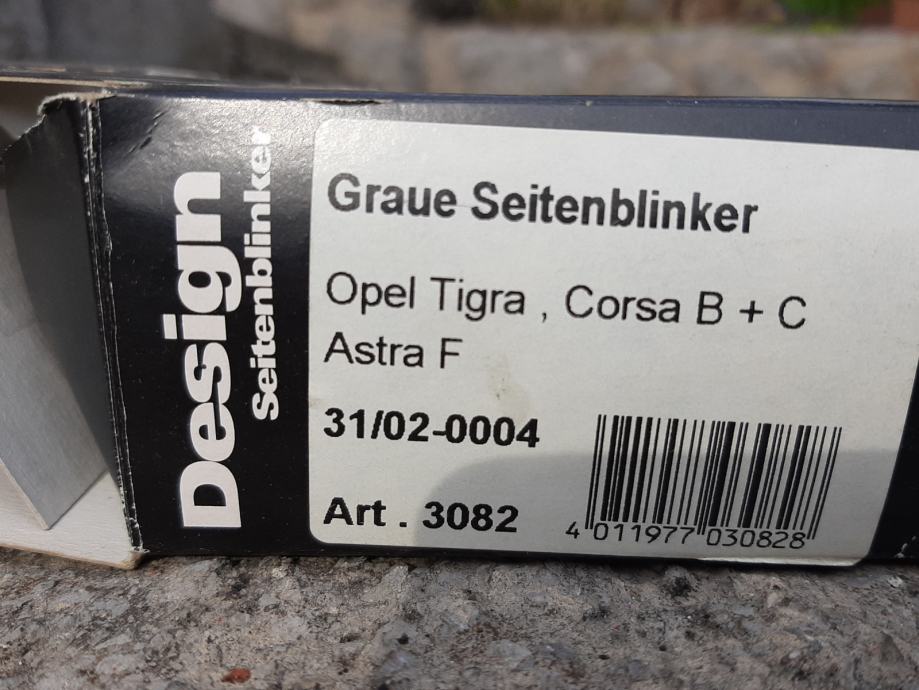 Design
Seitenblinker
Graue Seitenblinker
Opel Tigra , Corsa B + C
Astra F
31/02-0004
Art . 3082
4 011977 030828